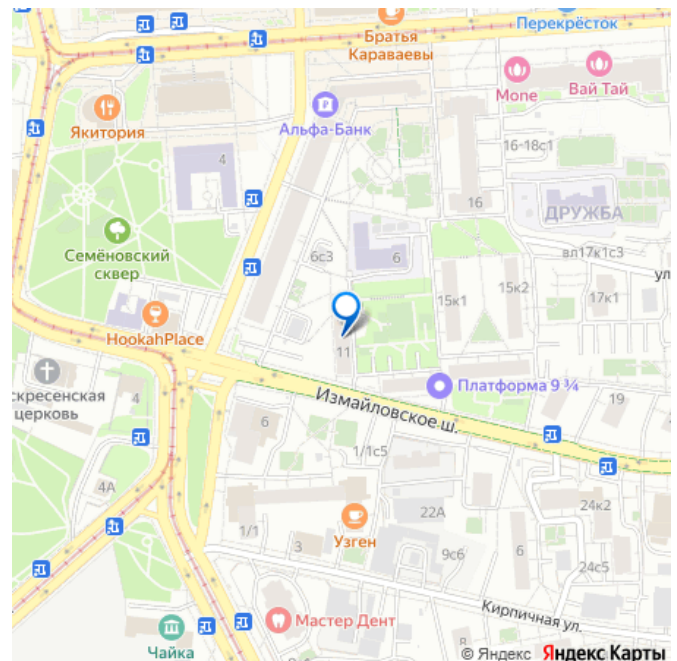 Братья
Караваевы
Перекрёсток
Якитория
Альфа-Банк
Mone
Вай Тай
4
16-18с1
16
ДРУЖБА
Семёновский
сквер
6с3
6
вл17к1с3
ул
15к1
15к2
17к1
HookahPlace
11
скресенская
церковь
4
Платформа 9 ¾
Измайловское ш.
19
6
1/1с5
4А
24к2
22А
1/1
3
Узген
9с6
6
24с5
Кирпичная ул.
Мастер Дент
Чайка
© Яндекс Яндекс Карты